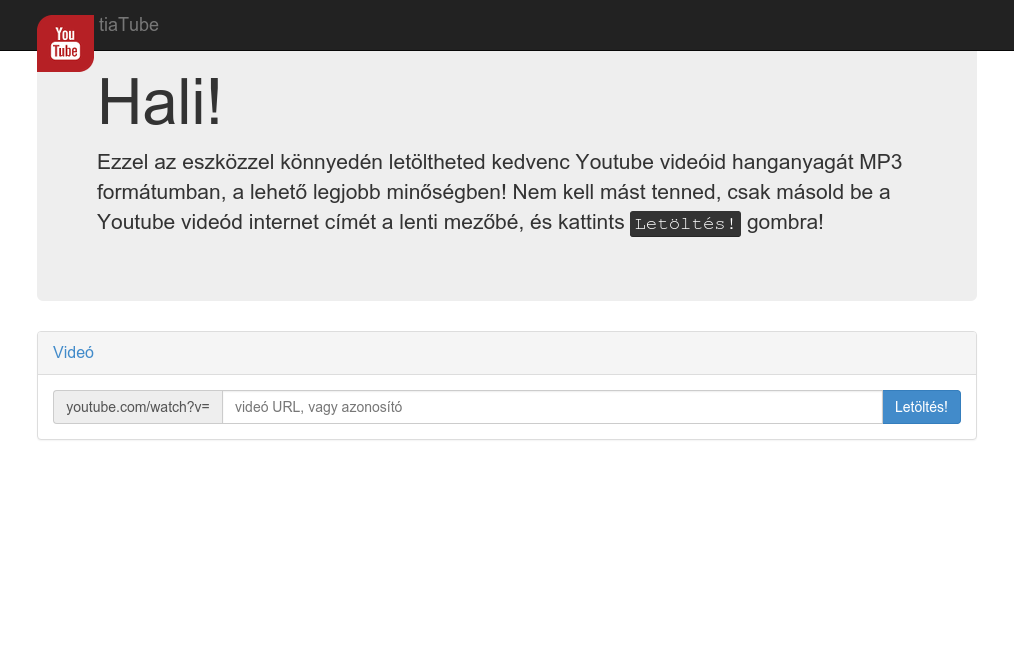 You
Tube
tiaTube
Hali!
Ezzel az eszközzel könnyedén letöltheted kedvenc Youtube videóid hanganyagát MP3
formátumban, a lehető legjobb minőségben! Nem kell mást tenned, csak másold be a
Youtube videód internet címét a lenti mezőbé, és kattints Letöltés! gombra!
Videó
youtube.com/watch?v= videó URL, vagy azonosító Letöltés!